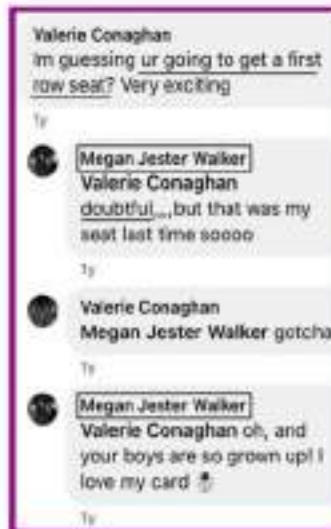 Valerie Conaghan
Im guessing ur going to get a first
row seat? Very exciting
1y
Megan Jester Walker
Valerie Conaghan
doubtful,,,but that was my
seat last time soooo
1y
Valerie Conaghan
Megan Jester Walker gotcha
1y
Megan Jester Walker
Valerie Conaghan oh, and
your boys are so grown up! I
love my card ☃
1y